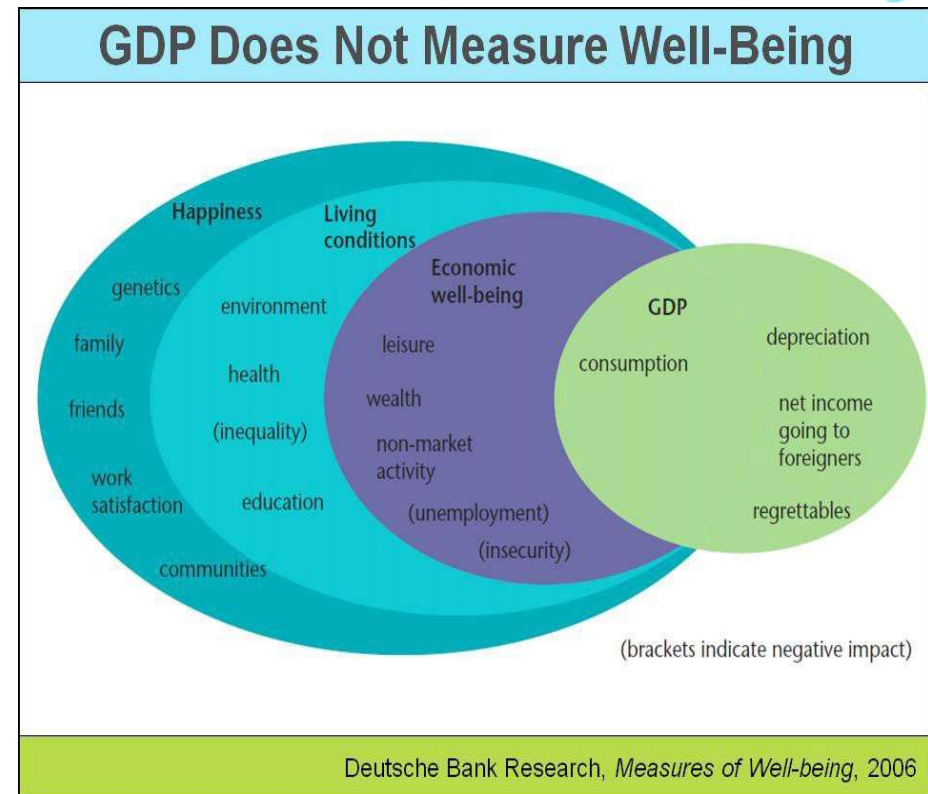 GDP Does Not Measure Well-Being
Happiness
genetics
family
friends
work
satisfaction
communities
Living
conditions
environment
health
(inequality)
education
Economic
well-being
leisure
wealth
non-market
activity
(unemployment)
(insecurity)
GDP
consumption
depreciation
net income
going to
foreigners
regrettables
(brackets indicate negative impact)
Deutsche Bank Research, Measures of Well-being, 2006